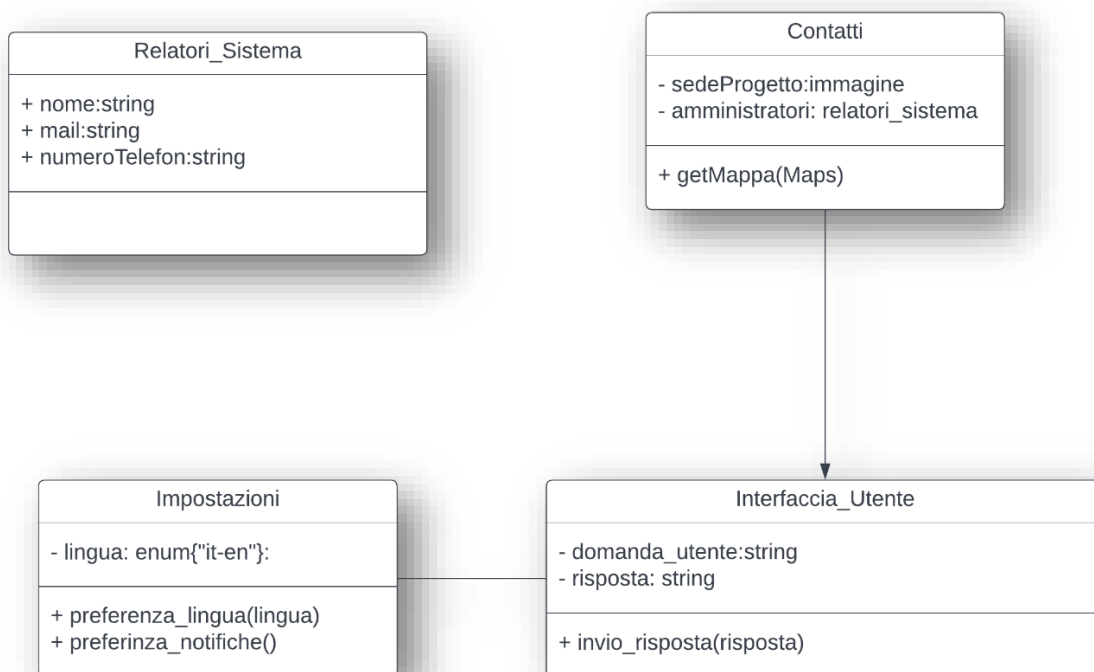 Relatori_Sistema
+ nome:string
+ mail:string
+ numeroTelefon:string
Contatti
- sedeProgetto:immagine
- amministratori: relatori_sistema
+ getMappa(Maps)
Impostazioni
- lingua: enum{"it-en"}:
+ preferenza_lingua(lingua)
+ preferinza_notifiche()
Interfaccia_Utente
- domanda_utente:string
- risposta: string
+ invio_risposta(risposta)